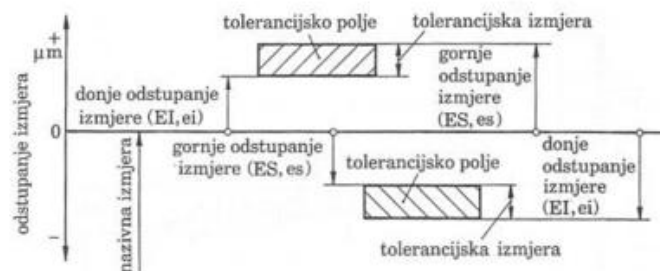 +
µm
0
−
odstupanje izmjera
nazivna izmjera
tolerancijsko polje
tolerancijska izmjera
donje odstupanje
izmjere (EI, ei)
gornje
odstupanje
izmjere
(ES, es)
gornje odstupanje
izmjere (ES, es)
tolerancijsko polje
donje
odstupanje
izmjere
(EI, ei)
tolerancijska izmjera